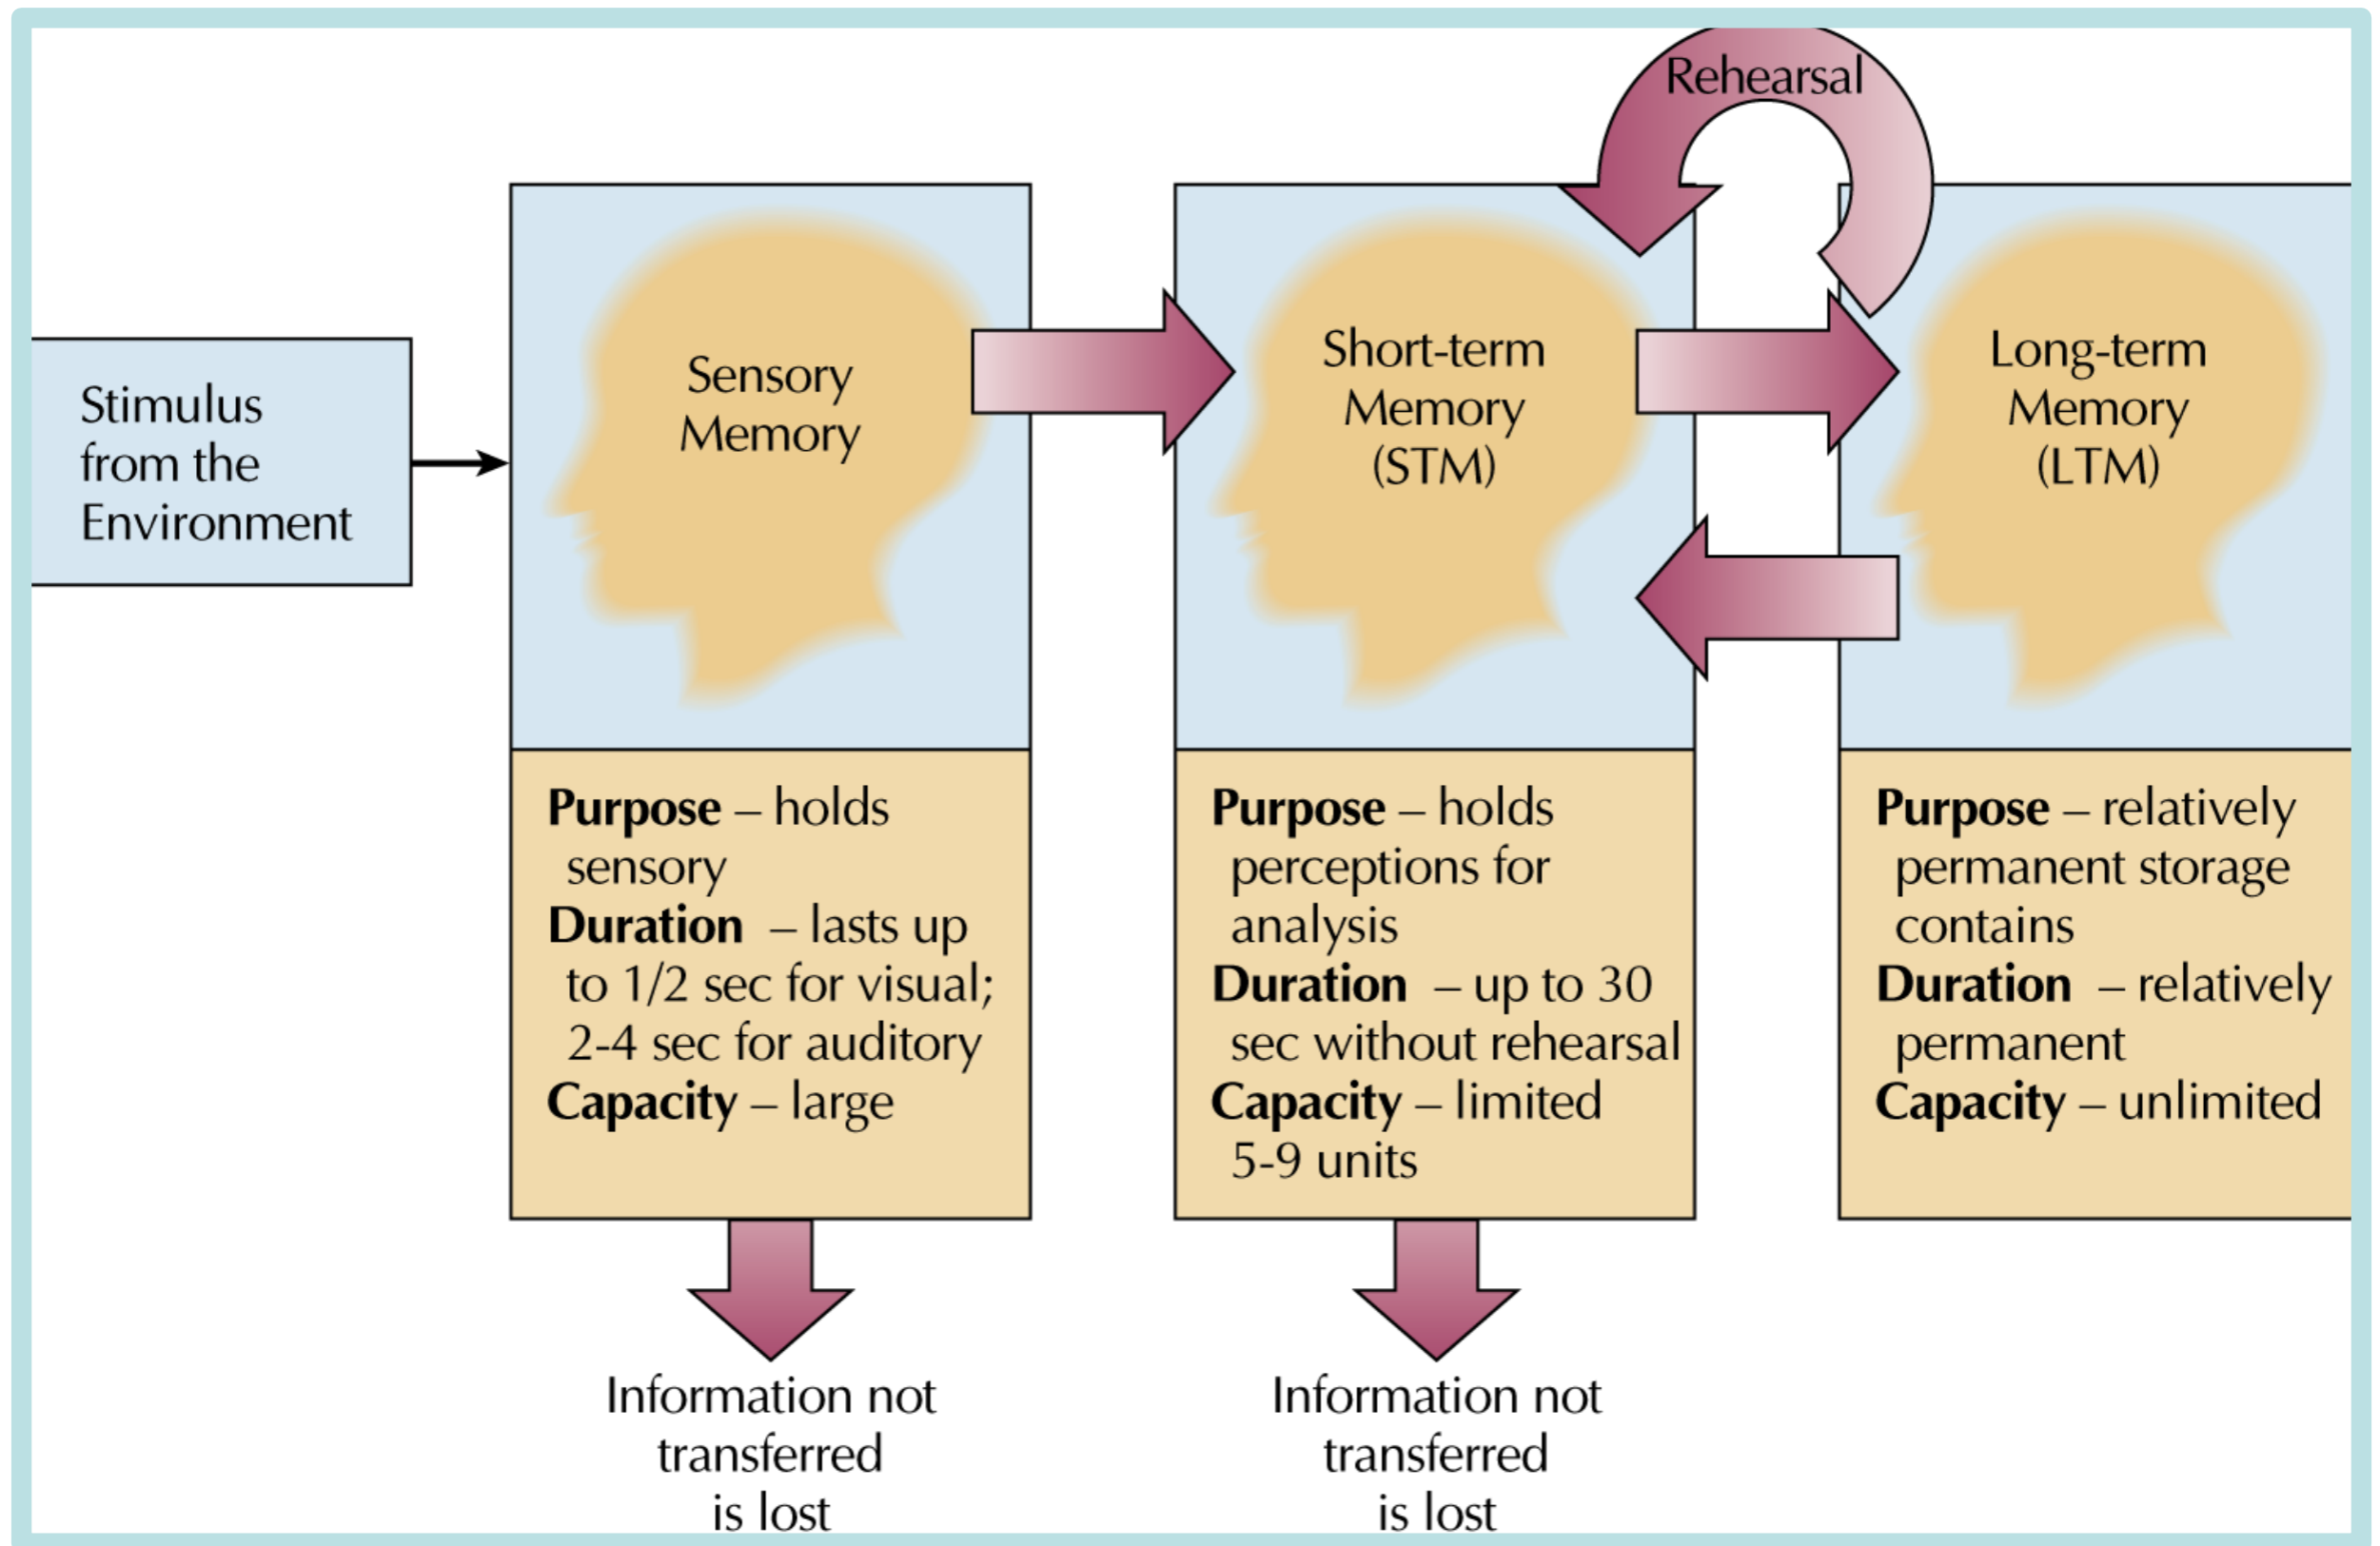 Rehearsal
Stimulus
from the
Environment
Sensory
Memory
Short-term
Memory
(STM)
Long-term
Memory
(LTM)
Purpose – holds
sensory
Duration – lasts up
to 1/2 sec for visual;
2-4 sec for auditory
Capacity – large
Purpose – holds
perceptions for
analysis
Duration – up to 30
sec without rehearsal
Capacity – limited
5-9 units
Purpose – relatively
permanent storage
contains
Duration – relatively
permanent
Capacity – unlimited
Information not
transferred
is lost
Information not
transferred
is lost